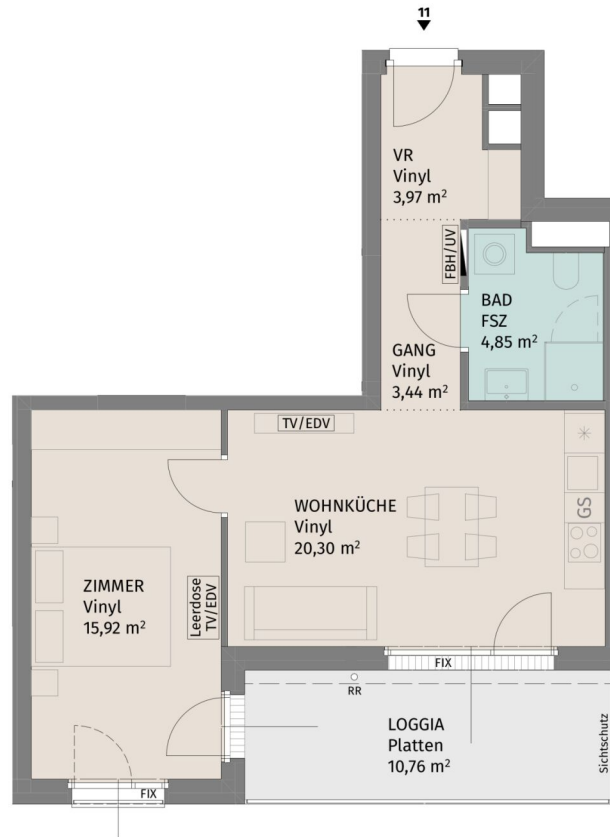 11
VR
Vinyl
3,97 m²
FBH/UV
BAD
FSZ
4,85 m²
GANG
Vinyl
3,44 m²
TV/EDV
WOHNKÜCHE
Vinyl
20,30 m²
GS
ZIMMER
Vinyl
15,92 m²
Leerdose
TV/EDV
FIX
RR
LOGGIA
Platten
10,76 m²
Sichtschutz
FIX